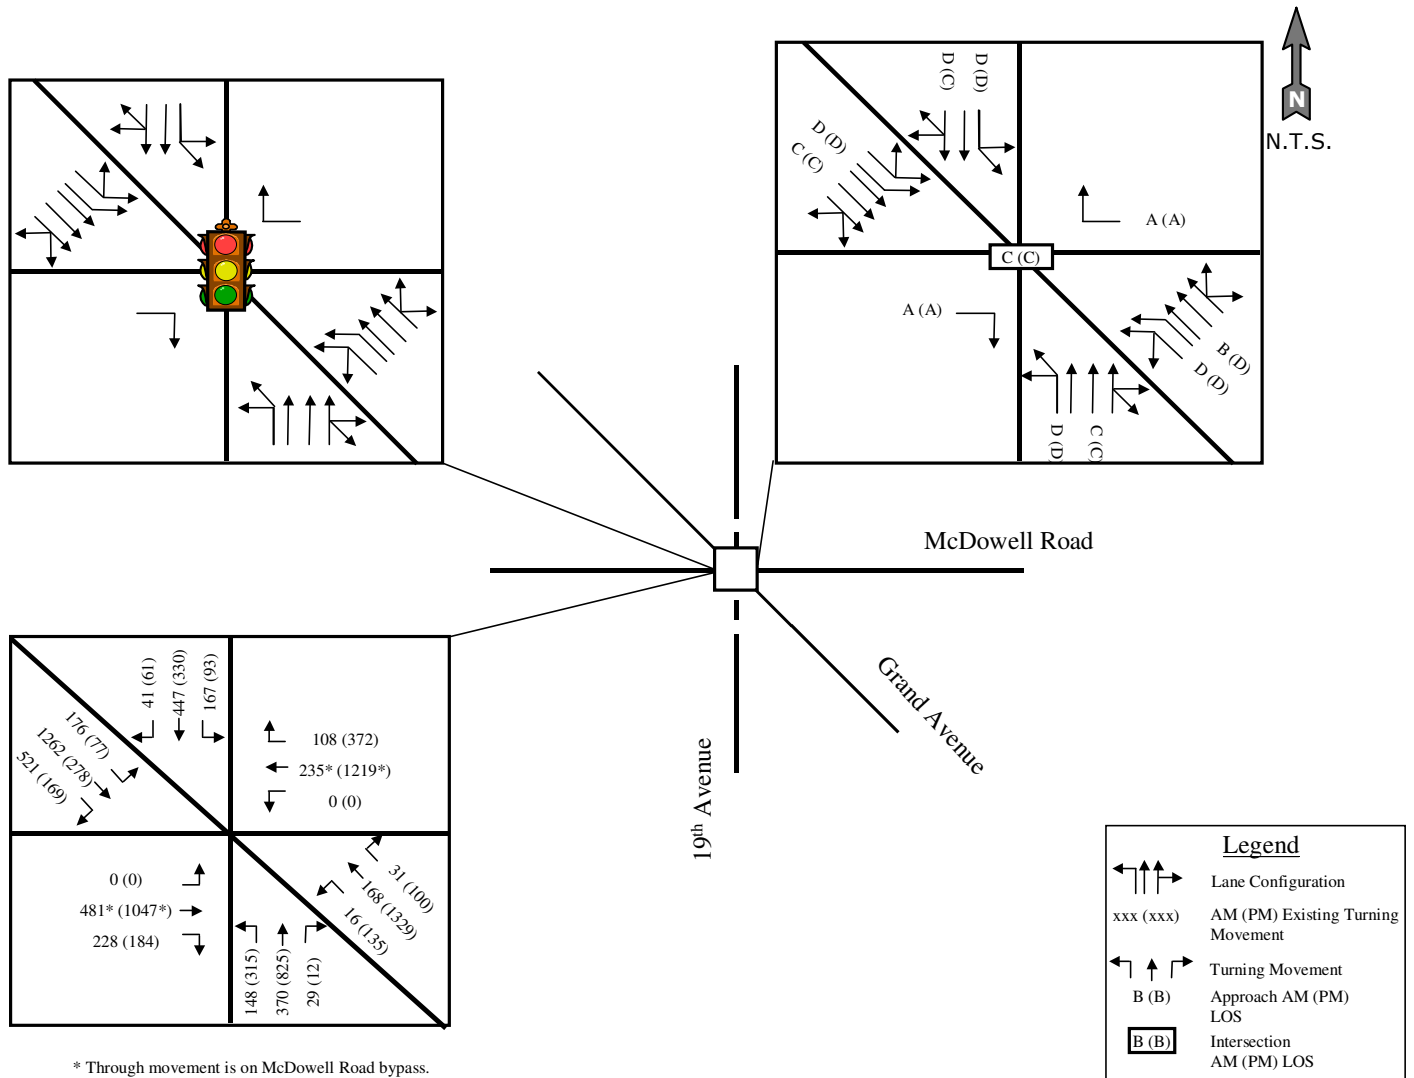 N
N.T.S.
D (C)
D (D)
D (D)
C (C)
A (A)
C (C)
A (A)
B (D)
D (D)
D (D)
C (C)
McDowell Road
Grand Avenue
19th Avenue
41 (61)
447 (330)
167 (93)
176 (77)
1262 (278)
521 (169)
108 (372)
235* (1219*)
0 (0)
0 (0)
481* (1047*)
228 (184)
31 (100)
168 (1329)
16 (135)
148 (315)
370 (825)
29 (12)
* Through movement is on McDowell Road bypass.
Legend
Lane Configuration
xxx (xxx) AM (PM) Existing Turning
Movement
Turning Movement
B (B) Approach AM (PM)
LOS
B (B) Intersection
AM (PM) LOS